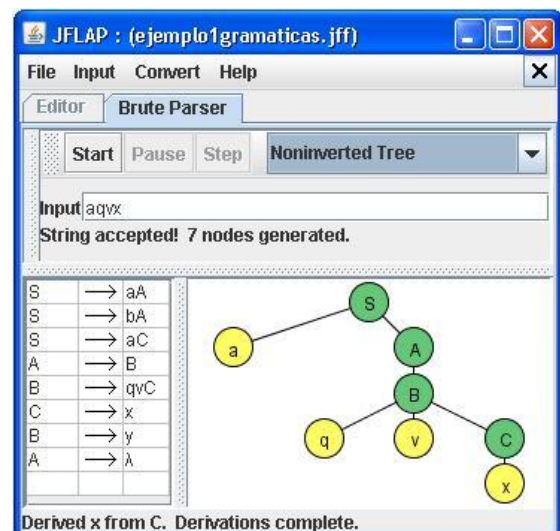 JFLAP : (ejemplo1gramaticas.jff)
File Input Convert Help
Editor Brute Parser
Start Pause Step Noninverted Tree
Input aqvx
String accepted! 7 nodes generated.
S → aA
S → bA
S → aC
A → B
B → qvC
C → x
B → y
A → λ
S
a A
B
q v C
x
Derived x from C. Derivations complete.